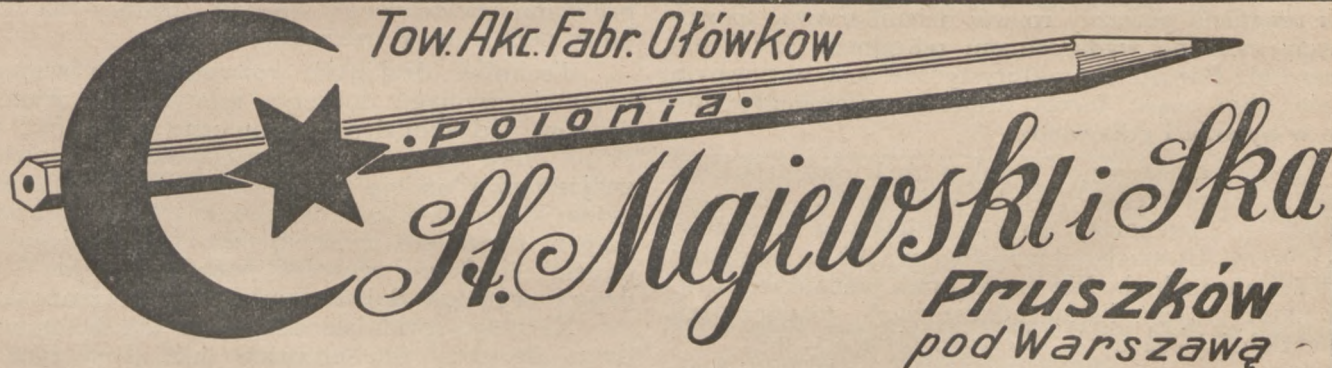 Tow. Akc. Fabr. Ołówków
• Polonia •
St. Majewski i Ska
Pruszków
pod Warszawą